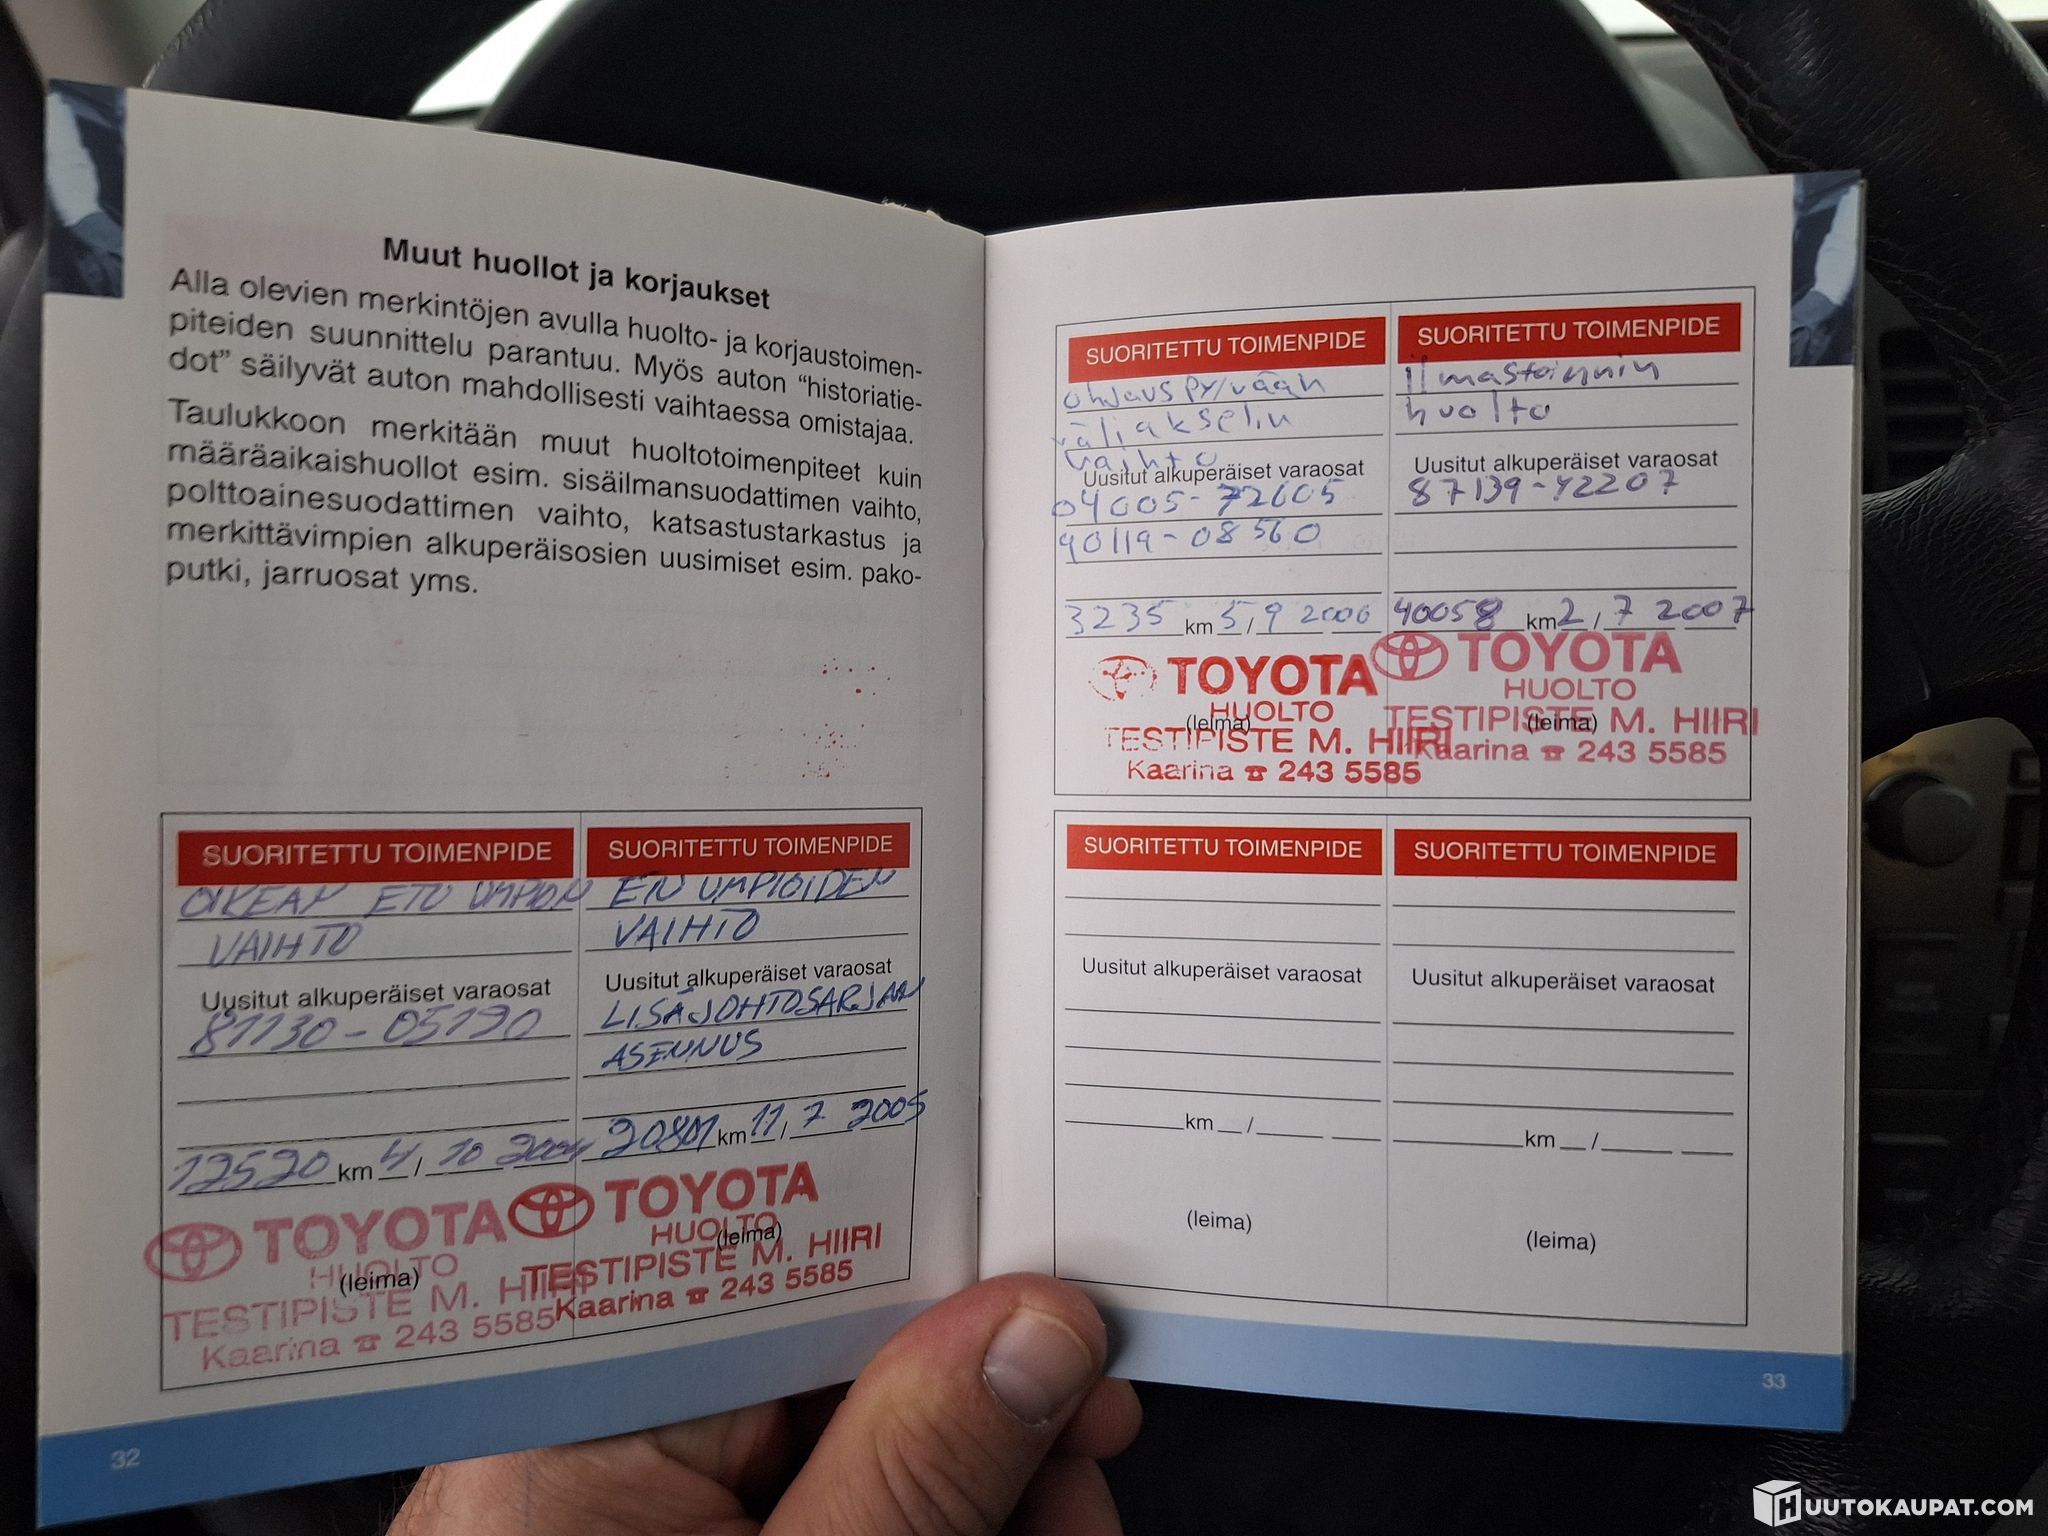 Muut huollot ja korjaukset
Alla olevien merkintöjen avulla huolto- ja korjaustoimen-
piteiden suunnittelu parantuu. Myös auton “historiatie-
dot” säilyvät auton mahdollisesti vaihtaessa omistajaa.
Taulukkoon merkitään muut huoltotoimenpiteet kuin
määräaikaishuollot esim. sisäilmansuodattimen vaihto,
polttoainesuodattimen vaihto, katsastustarkastus ja
merkittävimpien alkuperäisosien uusimiset esim. pako-
putki, jarruosat yms.
SUORITETTU TOIMENPIDE
OIKEAN ETU UMPION
VAIHTO
Uusitut alkuperäiset varaosat
81130-05190
12520 km 4/10 2004
(leima)
TOYOTA
HUOLTO
TESTIPISTE M. HIIRI
Kaarina ☎ 243 5585
SUORITETTU TOIMENPIDE
ETU UMPIOIDEN
VAIHTO
Uusitut alkuperäiset varaosat
LISÄJOHTOSARJAN
ASENNUS
20801 km 11/7 2005
(leima)
TOYOTA
HUOLTO
TESTIPISTE M. HIIRI
Kaarina ☎ 243 5585
32
SUORITETTU TOIMENPIDE
ohjauspylvään
väliakselin
vaihto
Uusitut alkuperäiset varaosat
04005-72605
90119-08560
3235 km 5/9 2006
(leima)
TOYOTA
HUOLTO
TESTIPISTE M. HIIRI
Kaarina ☎ 243 5585
SUORITETTU TOIMENPIDE
ilmastoinnin
huolto
Uusitut alkuperäiset varaosat
87139-42207
40058 km 2/7 2007
(leima)
TOYOTA
HUOLTO
TESTIPISTE M. HIIRI
Kaarina ☎ 243 5585
SUORITETTU TOIMENPIDE
Uusitut alkuperäiset varaosat
km /
(leima)
SUORITETTU TOIMENPIDE
Uusitut alkuperäiset varaosat
km /
(leima)
33
HUUTOKAUPAT.COM